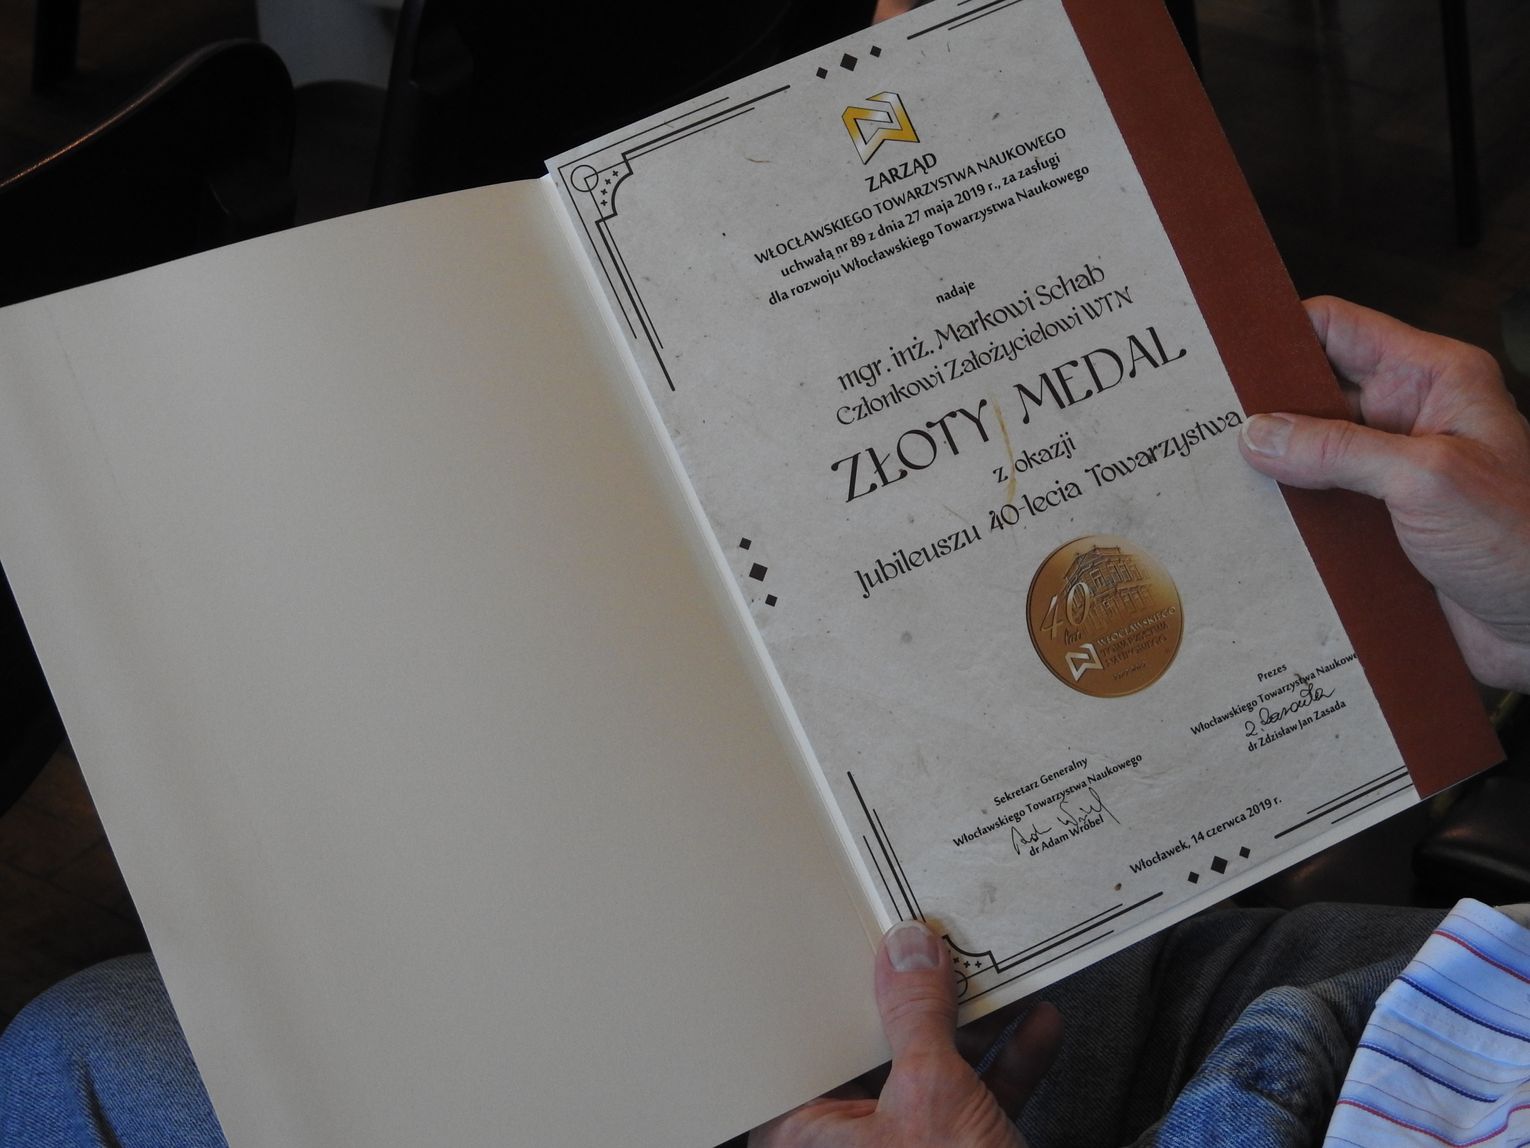 ZARZĄD
WŁOCŁAWSKIEGO TOWARZYSTWA NAUKOWEGO
uchwałą nr 89 z dnia 27 maja 2019 r., za zasługi
dla rozwoju Włocławskiego Towarzystwa Naukowego
nadaje
mgr. inż. Markowi Schab
Członkowi Założycielowi WTN
ZŁOTY MEDAL
z okazji
Jubileuszu 40-lecia Towarzystwa
40
lat
WŁOCŁAWSKIEGO
TOWARZYSTWA
NAUKOWEGO
Prezes
Włocławskiego Towarzystwa Naukowe
dr Zdzisław Jan Zasada
Sekretarz Generalny
Włocławskiego Towarzystwa Naukowego
dr Adam Wróbel
Włocławek, 14 czerwca 2019 r.